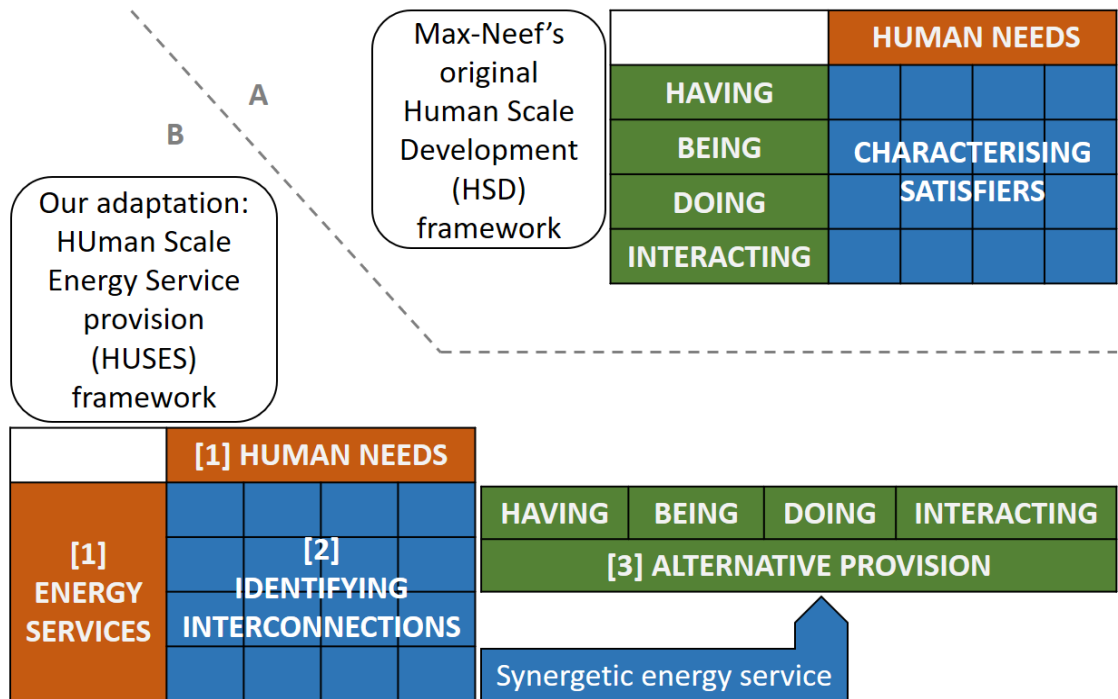 A
B
Max-Neef's
original
Human Scale
Development
(HSD)
framework
HUMAN NEEDS
HAVING
BEING
DOING
INTERACTING
CHARACTERISING
SATISFIERS
Our adaptation:
HUman Scale
Energy Service
provision
(HUSES)
framework
[1] HUMAN NEEDS
[1]
ENERGY
SERVICES
[2]
IDENTIFYING
INTERCONNECTIONS
HAVING BEING DOING INTERACTING
[3] ALTERNATIVE PROVISION
Synergetic energy service